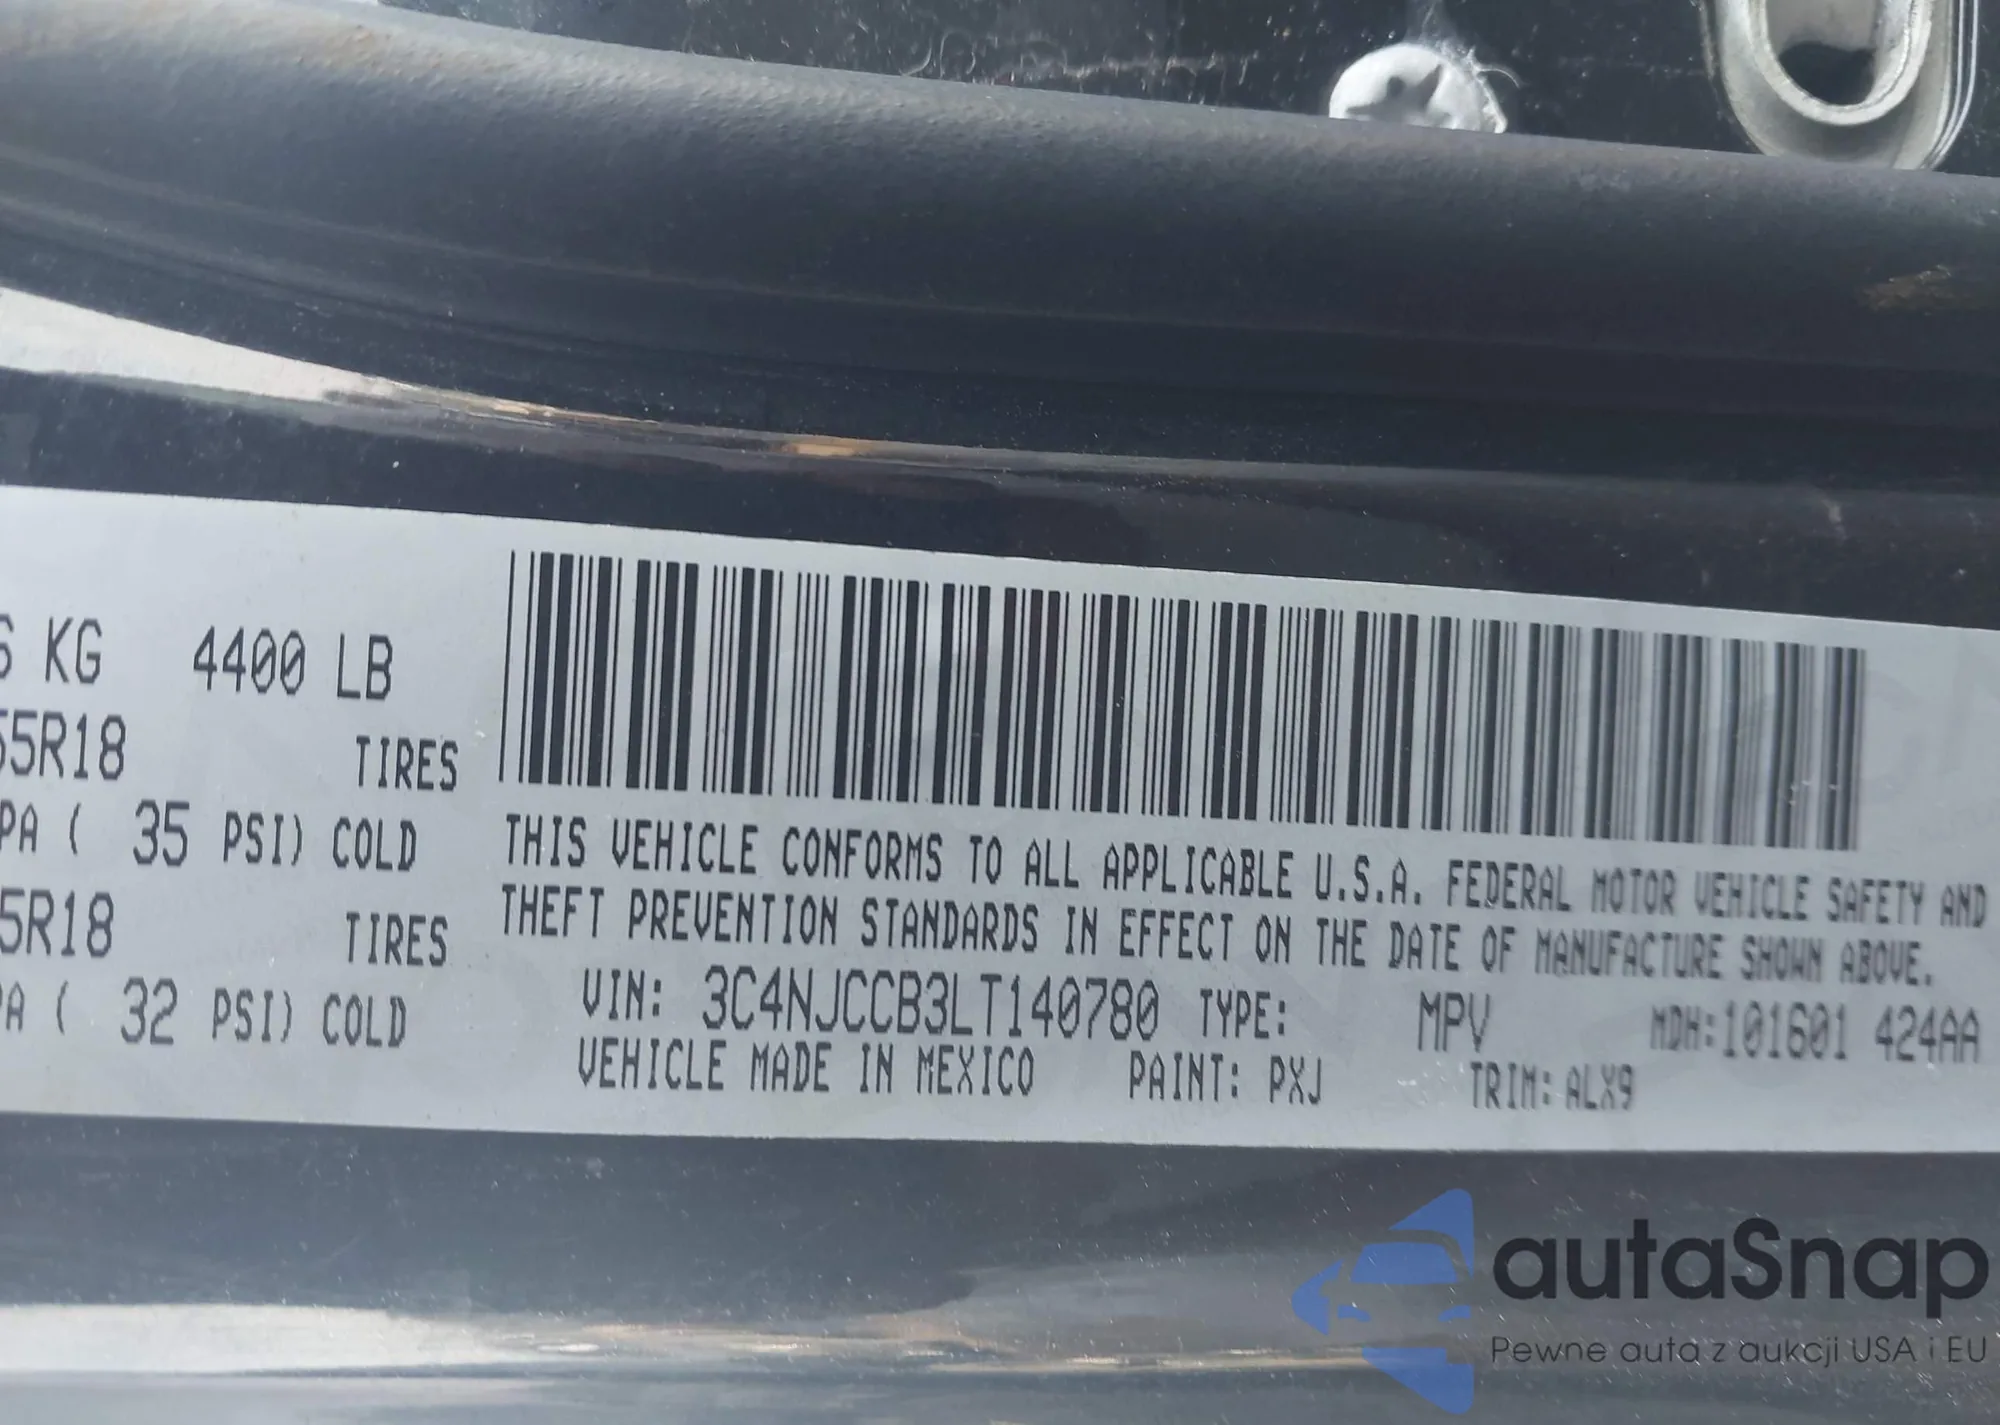 6 KG 4400 LB
55R18 TIRES
PA ( 35 PSI) COLD
5R18 TIRES
PA ( 32 PSI) COLD
THIS VEHICLE CONFORMS TO ALL APPLICABLE U.S.A. FEDERAL MOTOR VEHICLE SAFETY AND
THEFT PREVENTION STANDARDS IN EFFECT ON THE DATE OF MANUFACTURE SHOWN ABOVE.
VIN: 3C4NJCCB3LT140780 TYPE: MPV MDH:101601 424AA
VEHICLE MADE IN MEXICO PAINT: PXJ TRIM: ALX9
autaSnap
Pewne auta z aukcji USA i EU